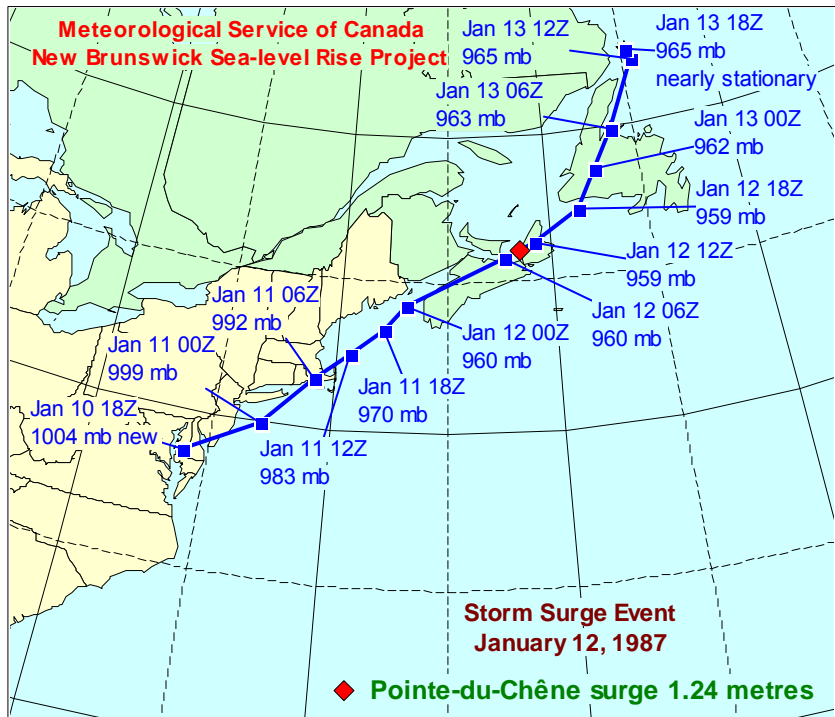 Meteorological Service of Canada
New Brunswick Sea-level Rise Project
Jan 13 12Z
965 mb
Jan 13 18Z
965 mb
nearly stationary
Jan 13 06Z
963 mb
Jan 13 00Z
962 mb
Jan 12 18Z
959 mb
Jan 12 12Z
959 mb
Jan 12 06Z
960 mb
Jan 12 00Z
960 mb
Jan 11 06Z
992 mb
Jan 11 00Z
999 mb
Jan 11 18Z
970 mb
Jan 10 18Z
1004 mb new
Jan 11 12Z
983 mb
Storm Surge Event
January 12, 1987
Pointe-du-Chêne surge 1.24 metres